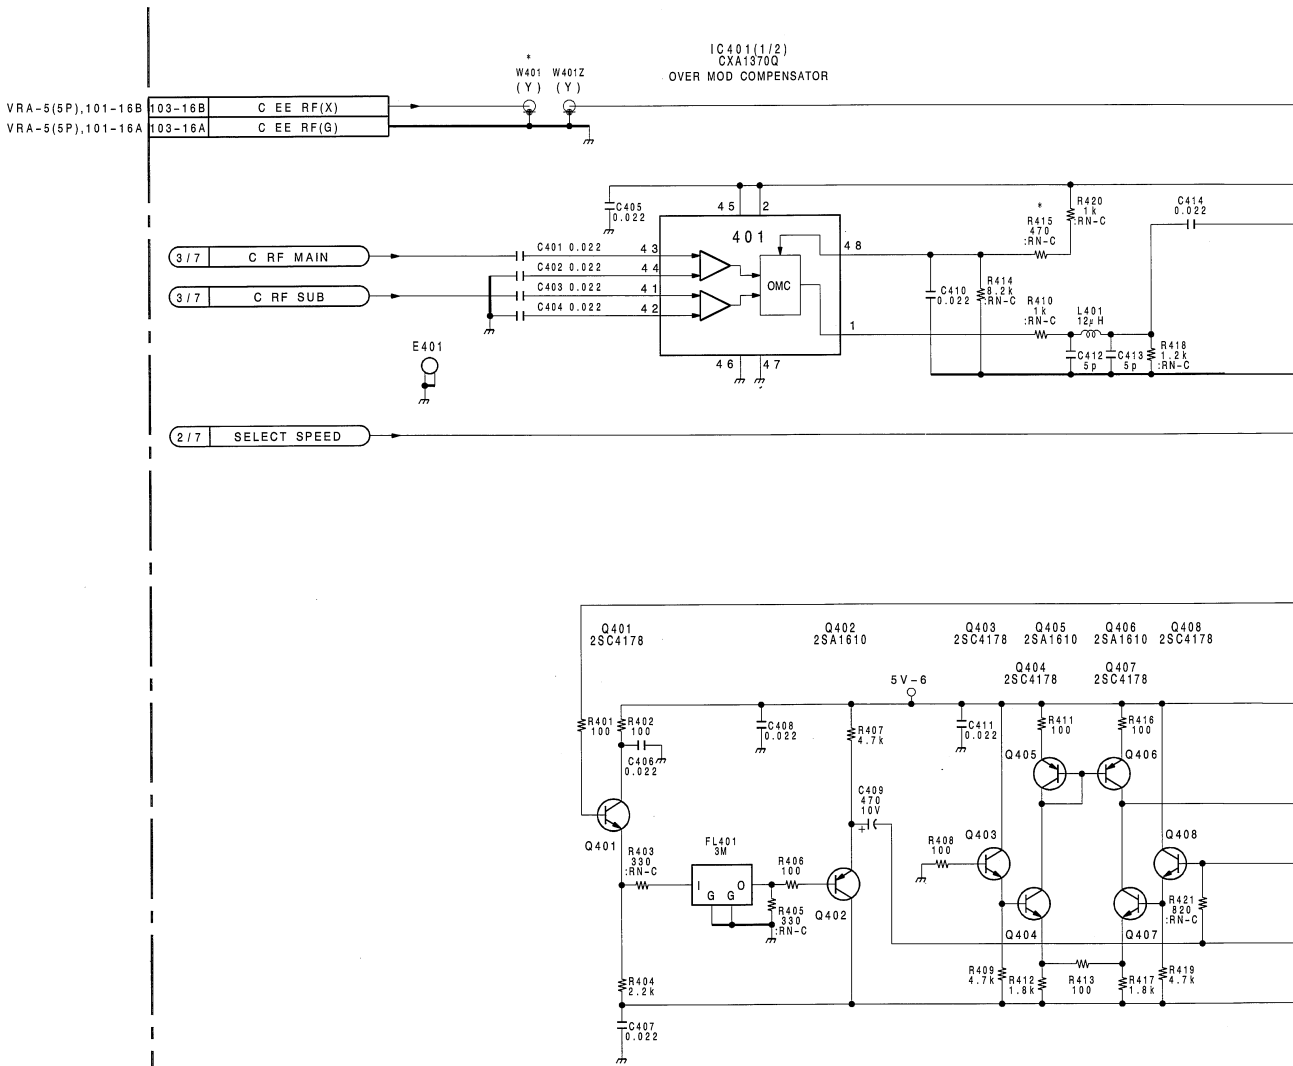 IC401(1/2)
CXA1370Q
OVER MOD COMPENSATOR
*
W401
(Y)
W401Z
(Y)
VRA-5(5P),101-16B 103-16B C EE RF(X)
VRA-5(5P),101-16A 103-16A C EE RF(G)
C405
0.022
45 2
401
*
R415
470
:RN-C
R420
1k
:RN-C
C414
0.022
3/7 C RF MAIN
C401 0.022 43
C402 0.022 44
3/7 C RF SUB
C403 0.022 41
C404 0.022 42
OMC
48
1
46 47
C410
0.022
R414
8.2k
:RN-C
R410
1k
:RN-C
L401
12μH
C412
5p
C413
5p
R418
1.2k
:RN-C
E401
2/7 SELECT SPEED
Q401
2SC4178
Q402
2SA1610
Q403
2SC4178
Q405
2SA1610
Q406
2SA1610
Q408
2SC4178
Q404
2SC4178
Q407
2SC4178
5V-6
R401
100
R402
100
C406
0.022
C408
0.022
R407
4.7k
C411
0.022
R411
100
R416
100
Q405
Q406
C409
470
10V
+
Q401
R403
330
:RN-C
FL401
3M
I G G O
R406
100
R405
330
:RN-C
Q402
R408
100
Q403
Q408
Q404
Q407
R421
820
:RN-C
R404
2.2k
R409
4.7k
R412
1.8k
R413
100
R417
1.8k
R419
4.7k
C407
0.022